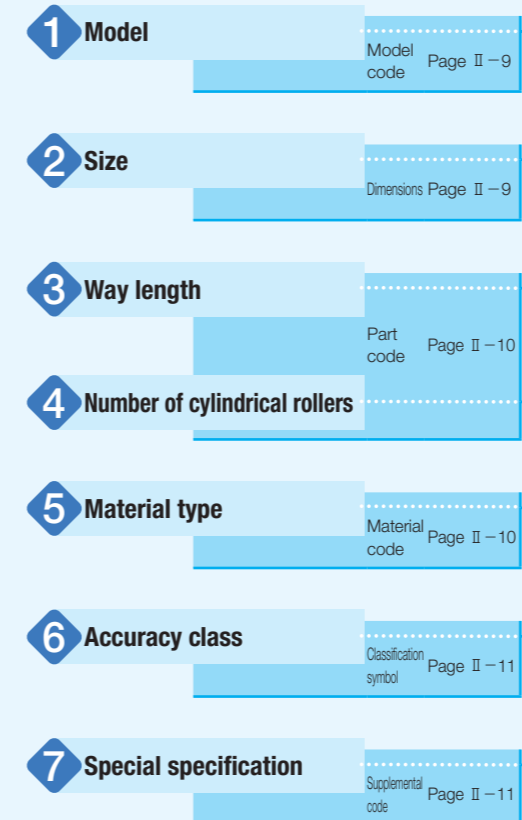 1 Model
Model
code Page Ⅱ−9
2 Size
Dimensions Page Ⅱ−9
3 Way length
Part
code Page Ⅱ−10
4 Number of cylindrical rollers
5 Material type
Material
code Page Ⅱ−10
6 Accuracy class
Classification
symbol Page Ⅱ−11
7 Special specification
Supplemental
code Page Ⅱ−11